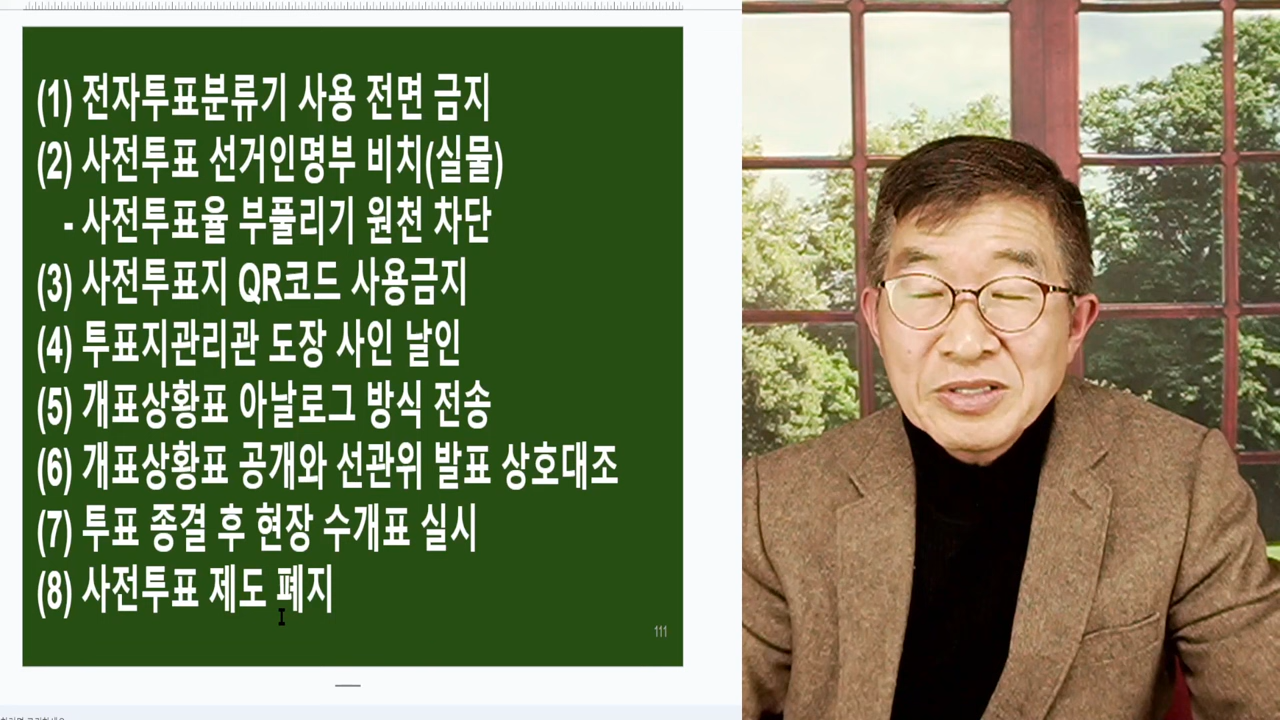 (1) 전자투표분류기 사용 전면 금지
(2) 사전투표 선거인명부 비치(실물)
- 사전투표율 부풀리기 원천 차단
(3) 사전투표지 QR코드 사용금지
(4) 투표지관리관 도장 사인 날인
(5) 개표상황표 아날로그 방식 전송
(6) 개표상황표 공개와 선관위 발표 상호대조
(7) 투표 종결 후 현장 수개표 실시
(8) 사전투표 제도 폐지
111